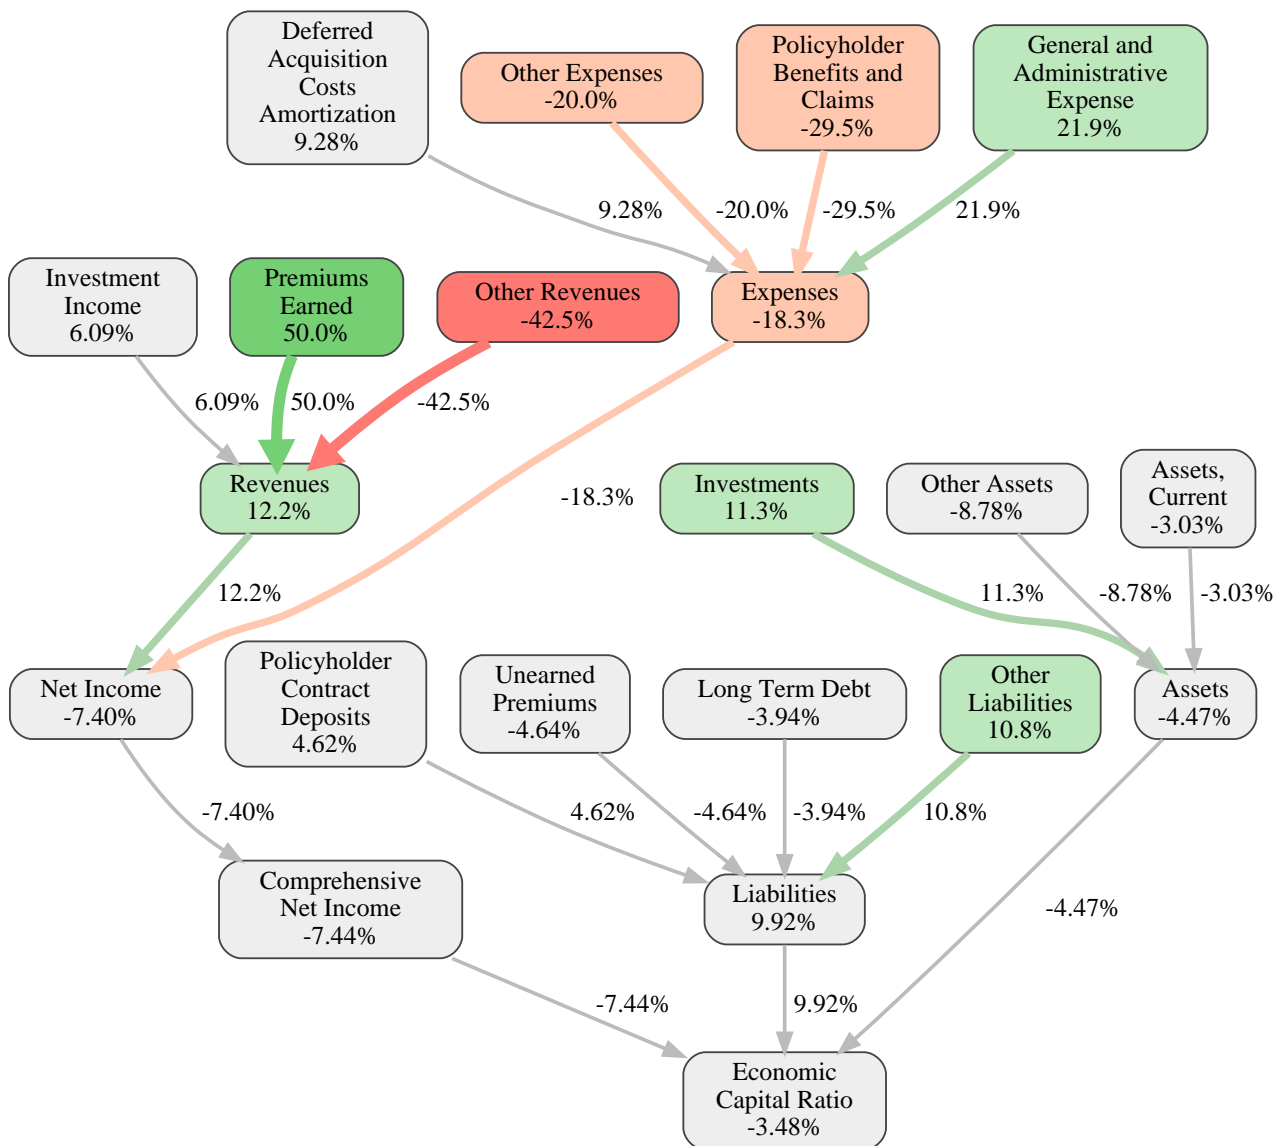 Deferred
Acquisition
Costs
Amortization
9.28%
Other Expenses
-20.0%
Policyholder
Benefits and
Claims
-29.5%
General and
Administrative
Expense
21.9%
9.28%
-20.0%
-29.5%
21.9%
Investment
Income
6.09%
Premiums
Earned
50.0%
Other Revenues
-42.5%
Expenses
-18.3%
6.09%
50.0%
-42.5%
Revenues
12.2%
-18.3%
Investments
11.3%
Other Assets
-8.78%
Assets,
Current
-3.03%
12.2%
11.3%
-8.78%
-3.03%
Net Income
-7.40%
Policyholder
Contract
Deposits
4.62%
Unearned
Premiums
-4.64%
Long Term Debt
-3.94%
Other
Liabilities
10.8%
Assets
-4.47%
-7.40%
4.62%
-4.64%
-3.94%
10.8%
Comprehensive
Net Income
-7.44%
Liabilities
9.92%
-4.47%
-7.44%
9.92%
Economic
Capital Ratio
-3.48%